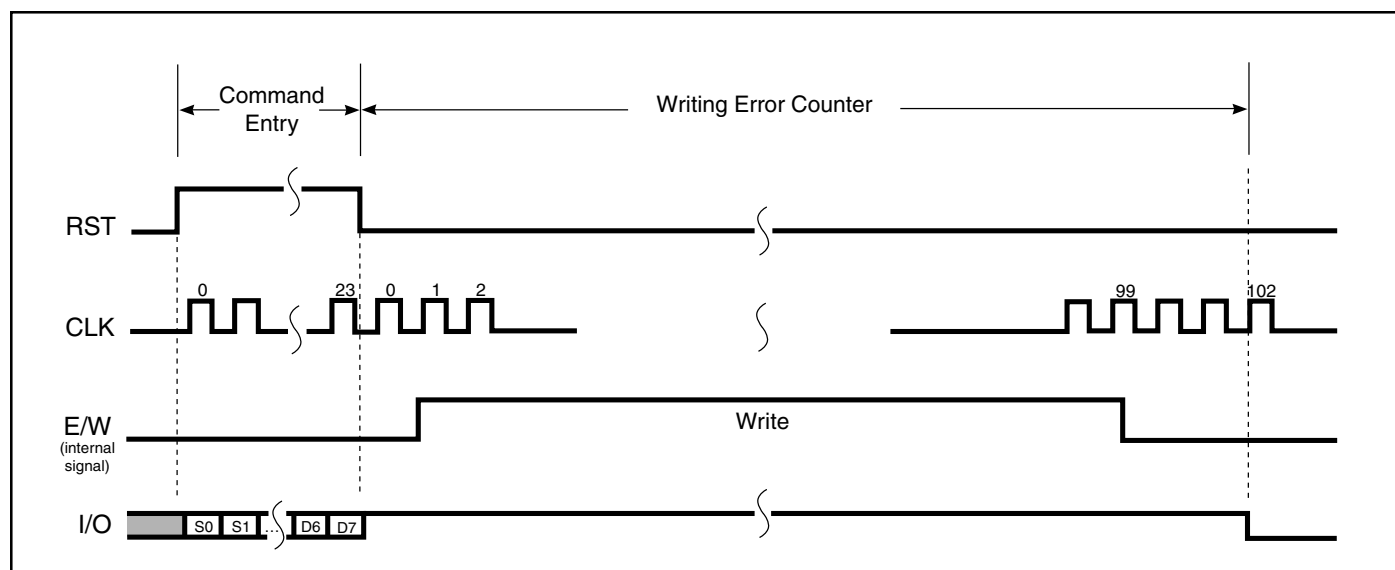 Command
Entry
Writing Error Counter
RST
0 23 0 1 2 99 102
CLK
E/W
(internal
signal)
Write
I/O
S0 S1 ... D6 D7